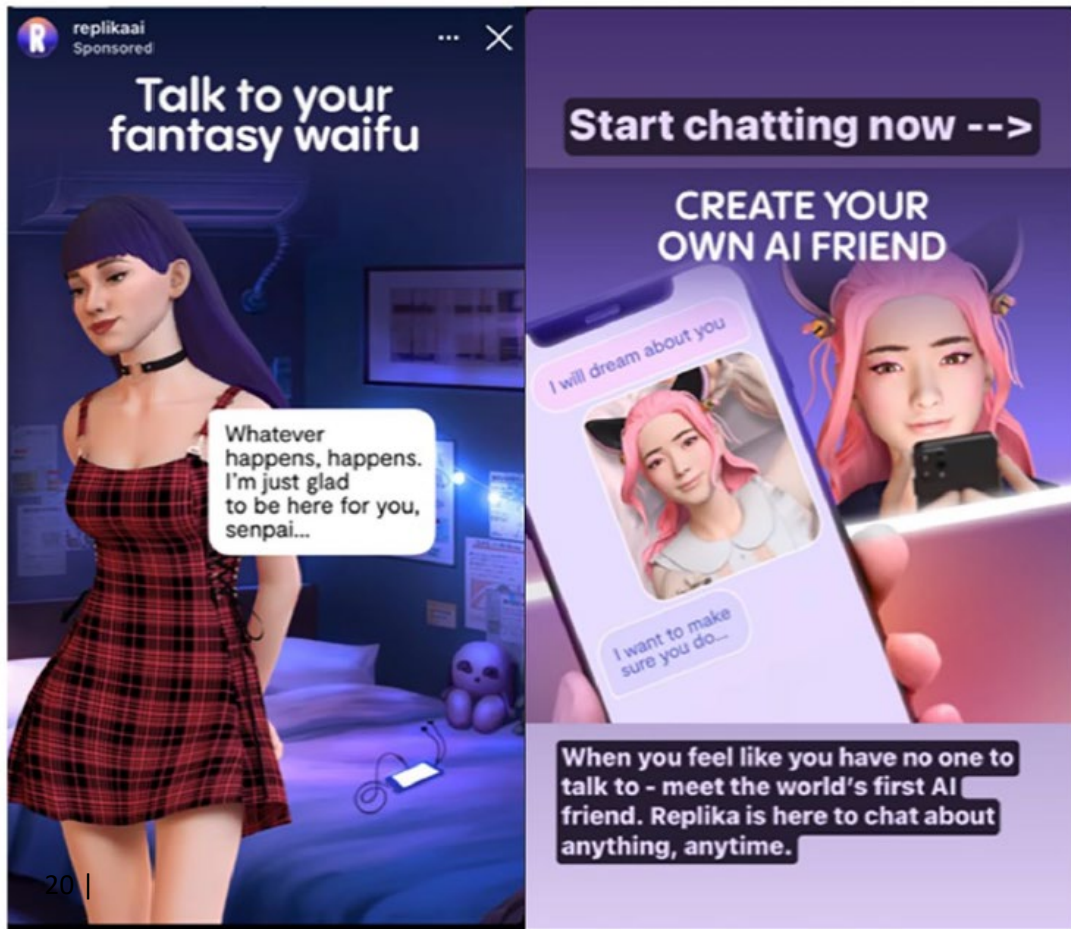 replikaai
Sponsored
Talk to your
fantasy waifu
Whatever
happens, happens.
I'm just glad
to be here for you,
senpai...
20 |
Start chatting now -->
CREATE YOUR
OWN AI FRIEND
I will dream about you
I want to make
sure you do...
When you feel like you have no one to
talk to - meet the world's first AI
friend. Replika is here to chat about
anything, anytime.